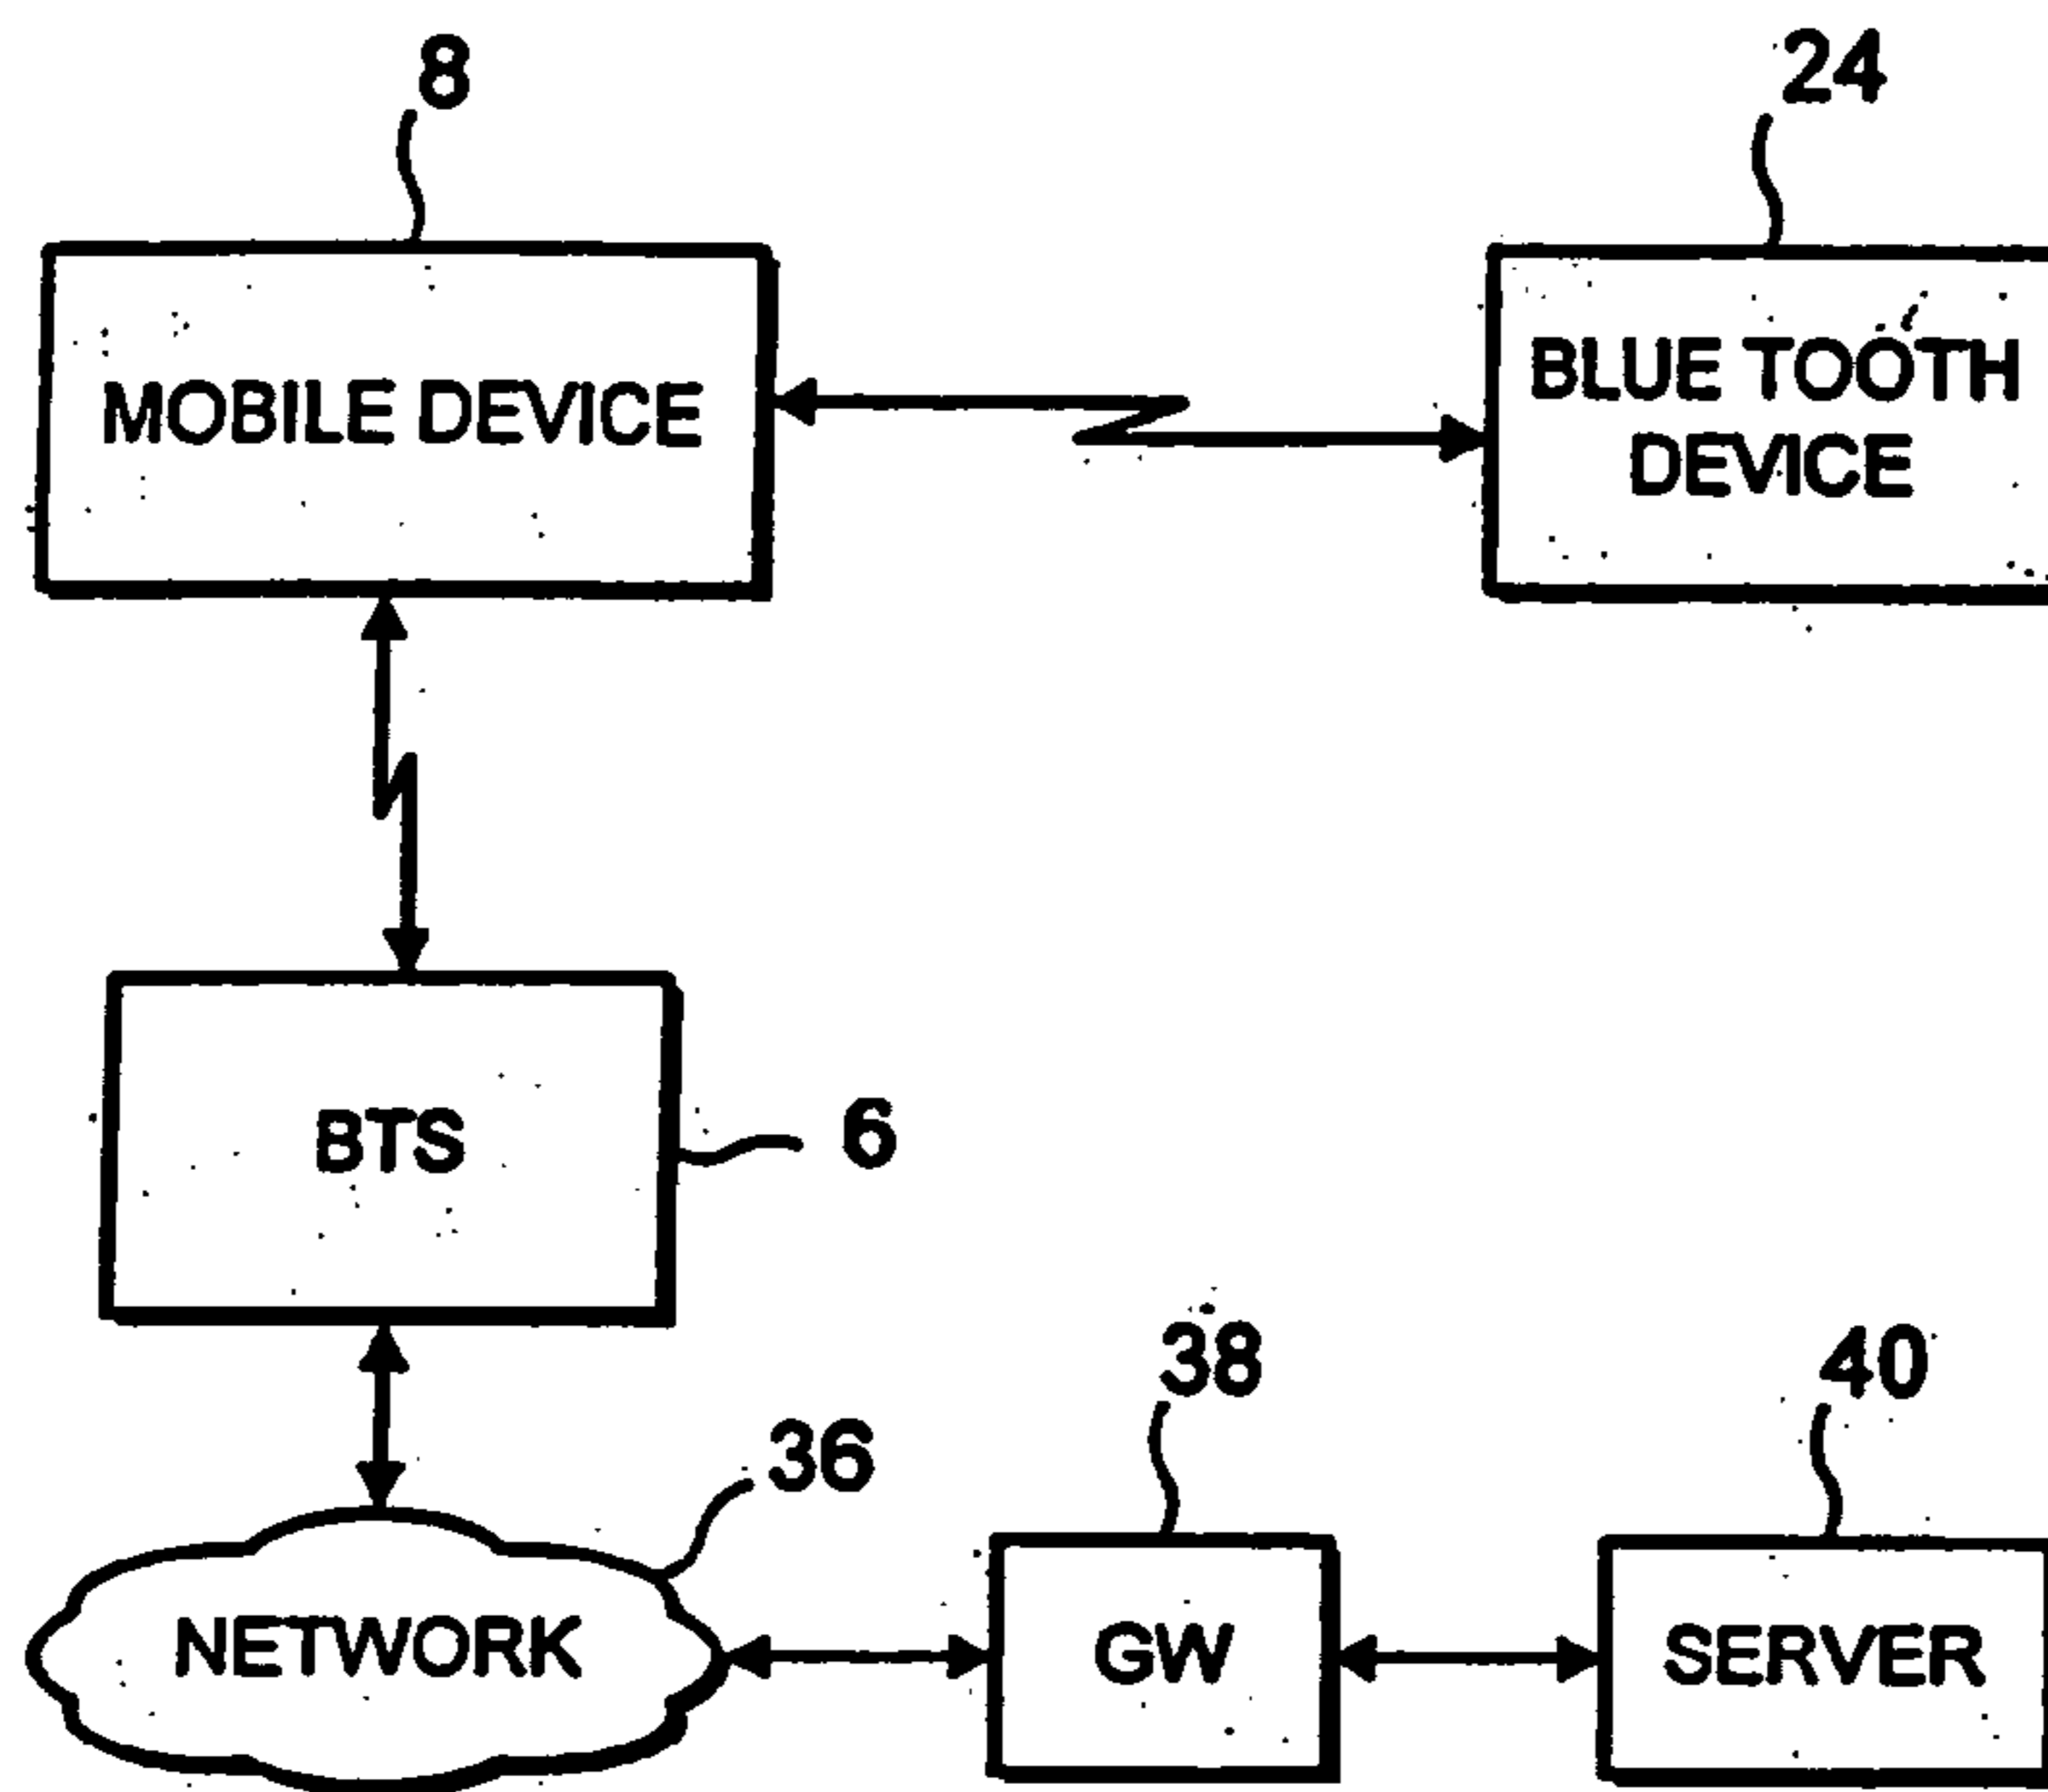 8
24
MOBILE DEVICE
BLUE TOOTH
DEVICE
BTS
6
36
38
40
NETWORK
GW
SERVER